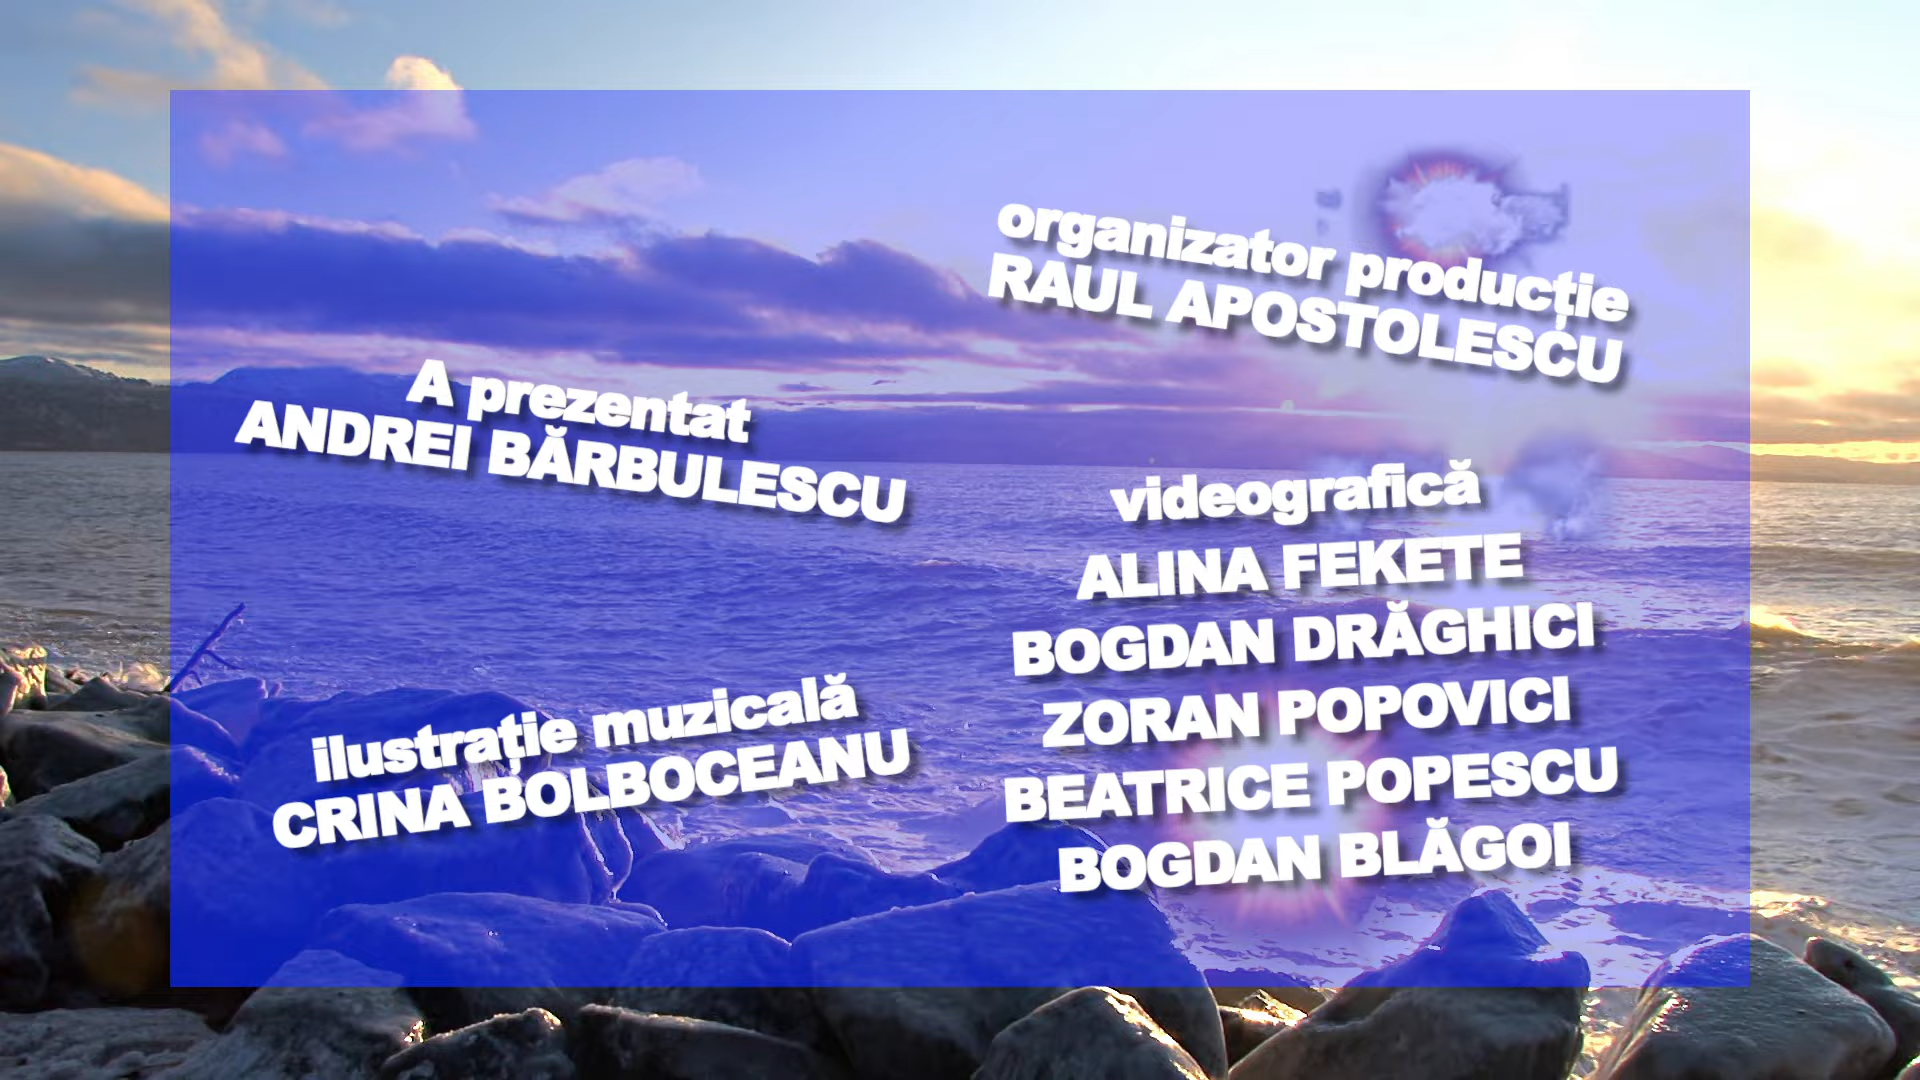 A prezentat
ANDREI BĂRBULESCU
ilustrație muzicală
CRINA BOLBOCEANU
organizator producție
RAUL APOSTOLESCU
videografică
ALINA FEKETE
BOGDAN DRĂGHICI
ZORAN POPOVICI
BEATRICE POPESCU
BOGDAN BLĂGOI